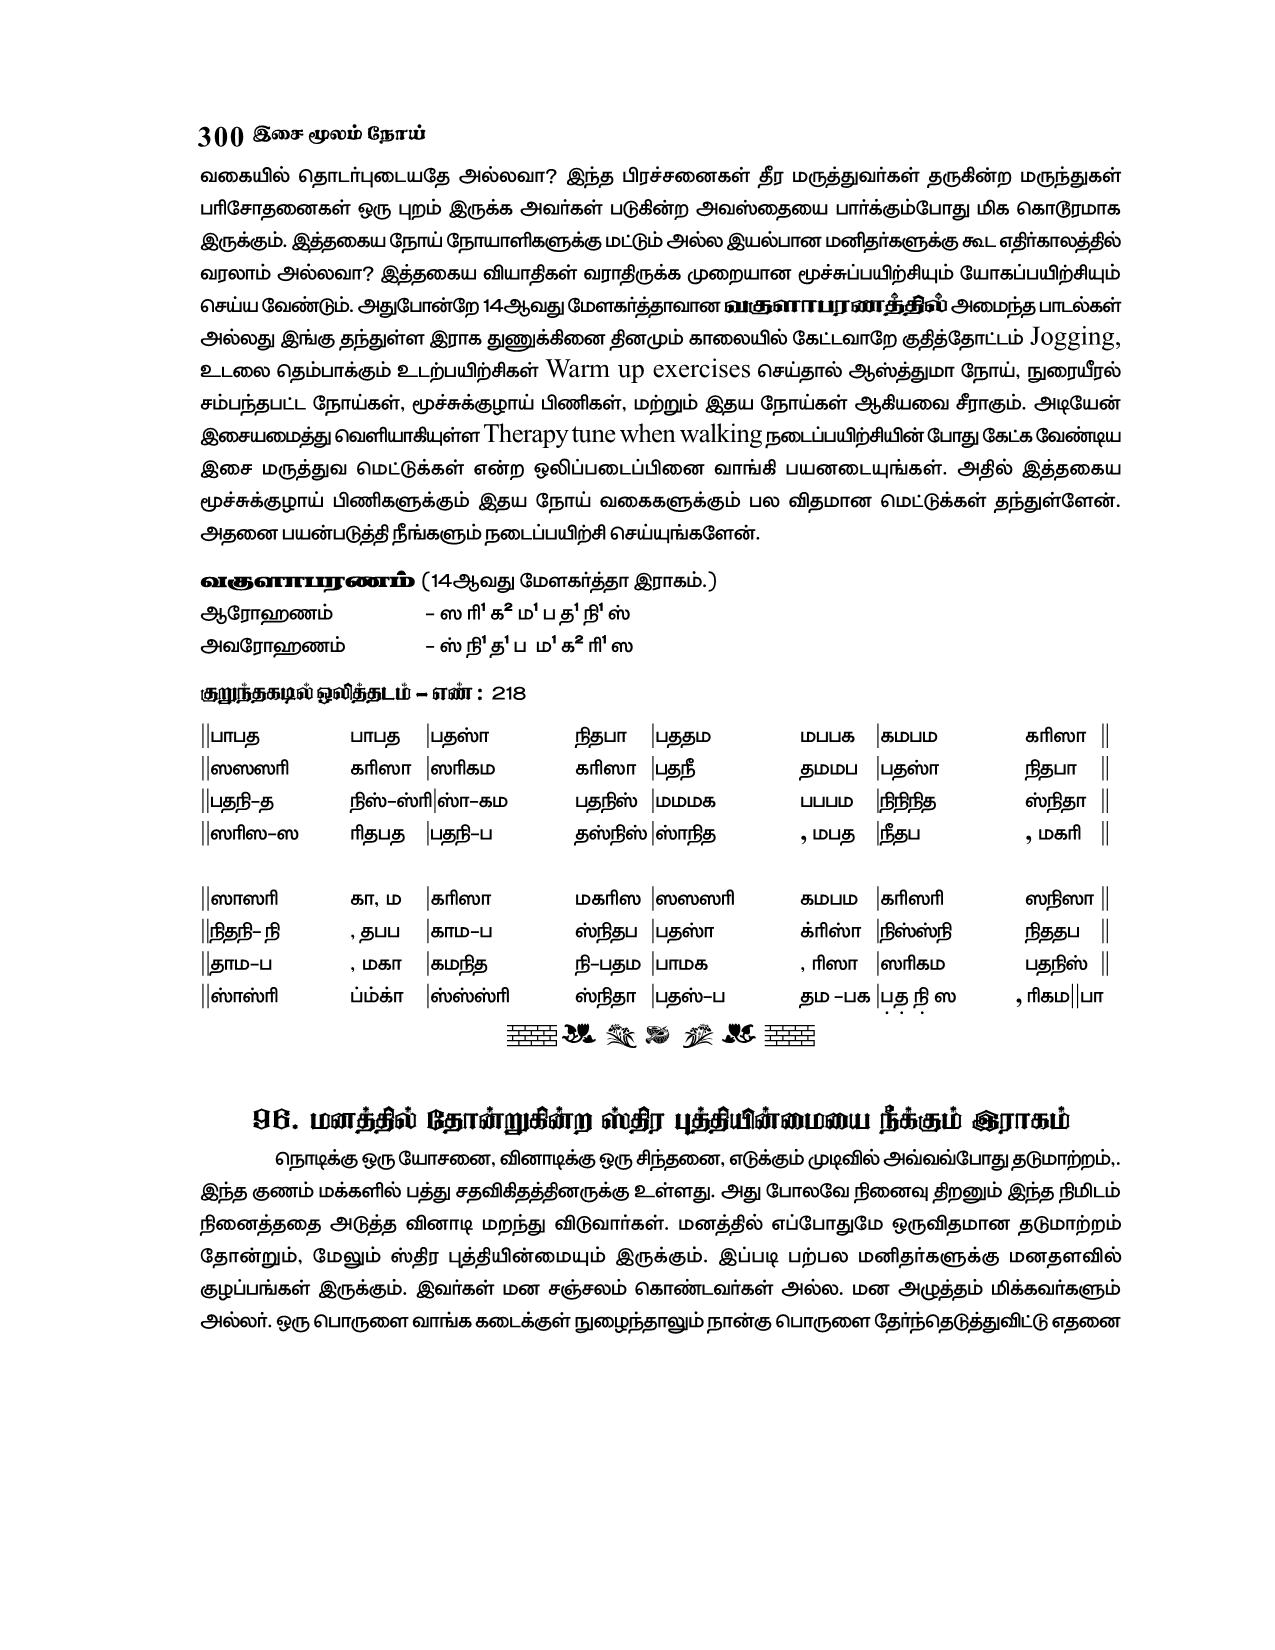 300 இசை மூலம் நோய்
வகையில் தொடர்புடையதே அல்லவா? இந்த பிரச்சனைகள் தீர மருத்துவர்கள் தருகின்ற மருந்துகள்
பரிசோதனைகள் ஒரு புறம் இருக்க அவர்கள் படுகின்ற அவஸ்தையை பார்க்கும்போது மிக கொடூரமாக
இருக்கும். இத்தகைய நோய் நோயாளிகளுக்கு மட்டும் அல்ல இயல்பான மனிதர்களுக்கு கூட எதிர்காலத்தில்
வரலாம் அல்லவா? இத்தகைய வியாதிகள் வராதிருக்க முறையான மூச்சுப்பயிற்சியும் யோகப்பயிற்சியும்
செய்ய வேண்டும். அதுபோன்றே 14ஆவது மேளகர்த்தாவான வகுளாபரணத்தில் அமைந்த பாடல்கள்
அல்லது இங்கு தந்துள்ள இராக துணுக்கினை தினமும் காலையில் கேட்டவாறே குதித்தோட்டம் Jogging,
உடலை தெம்பாக்கும் உடற்பயிற்சிகள் Warm up exercises செய்தால் ஆஸ்த்துமா நோய், நுரையீரல்
சம்பந்தபட்ட நோய்கள், மூச்சுக்குழாய் பிணிகள், மற்றும் இதய நோய்கள் ஆகியவை சீராகும். அடியேன்
இசையமைத்து வெளியாகியுள்ள Therapy tune when walking நடைப்பயிற்சியின் போது கேட்க வேண்டிய
இசை மருத்துவ மெட்டுக்கள் என்ற ஒலிப்படைப்பினை வாங்கி பயனடையுங்கள். அதில் இத்தகைய
மூச்சுக்குழாய் பிணிகளுக்கும் இதய நோய் வகைகளுக்கும் பல விதமான மெட்டுக்கள் தந்துள்ளேன்.
அதனை பயன்படுத்தி நீங்களும் நடைப்பயிற்சி செய்யுங்களேன்.
வகுளாபரணம் (14ஆவது மேளகர்த்தா இராகம்.)
ஆரோஹணம் – ஸ ரி¹ க² ம¹ ப த¹ நி¹ ஸ்
அவரோஹணம் – ஸ் நி¹ த¹ ப ம¹ க² ரி¹ ஸ
குறுந்தகடில் ஒலித்தடம் – எண் : 218
||பாபத பாபத |பதஸ்ா நிதபா |பததம மபபக |கமபம கரிஸா ||
||ஸஸஸரி கரிஸா |ஸரிகம கரிஸா |பதநீ தமமப |பதஸ்ா நிதபா ||
||பதநி–த நிஸ்–ஸ்ரி|ஸ்ா–கம பதநிஸ் |மமமக பபபம |நிநிநித ஸ்நிதா ||
||ஸரிஸ–ஸ ரிதபத |பதநி–ப தஸ்நிஸ் |ஸ்ாநித , மபத |நீதப , மகரி ||
||ஸாஸரி கா, ம |கரிஸா மகரிஸ |ஸஸஸரி கமபம |கரிஸரி ஸநிஸா ||
||நிதநி– நி , தபப |காம–ப ஸ்நிதப |பதஸ்ா க்ரிஸ்ா |நிஸ்ஸ்நி நிததப ||
||தாம–ப , மகா |கமநித நி–பதம |பாமக , ரிஸா |ஸரிகம பதநிஸ் ||
||ஸ்ாஸ்ரி ப்ம்க்ா |ஸ்ஸ்ஸ்ரி ஸ்நிதா |பதஸ்–ப தம –பக |பத நி ஸ , ரிகம||பா
96. மனத்தில் தோன்றுகின்ற ஸ்திர புத்தியின்மையை நீக்கும் இராகம்
நொடிக்கு ஒரு யோசனை, வினாடிக்கு ஒரு சிந்தனை, எடுக்கும் முடிவில் அவ்வவ்போது தடுமாற்றம்,.
இந்த குணம் மக்களில் பத்து சதவிகிதத்தினருக்கு உள்ளது. அது போலவே நினைவு திறனும் இந்த நிமிடம்
நினைத்ததை அடுத்த வினாடி மறந்து விடுவார்கள். மனத்தில் எப்போதுமே ஒருவிதமான தடுமாற்றம்
தோன்றும், மேலும் ஸ்திர புத்தியின்மையும் இருக்கும். இப்படி பற்பல மனிதர்களுக்கு மனதளவில்
குழப்பங்கள் இருக்கும். இவர்கள் மன சஞ்சலம் கொண்டவர்கள் அல்ல. மன அழுத்தம் மிக்கவர்களும்
அல்லர். ஒரு பொருளை வாங்க கடைக்குள் நுழைந்தாலும் நான்கு பொருளை தேர்ந்தெடுத்துவிட்டு எதனை